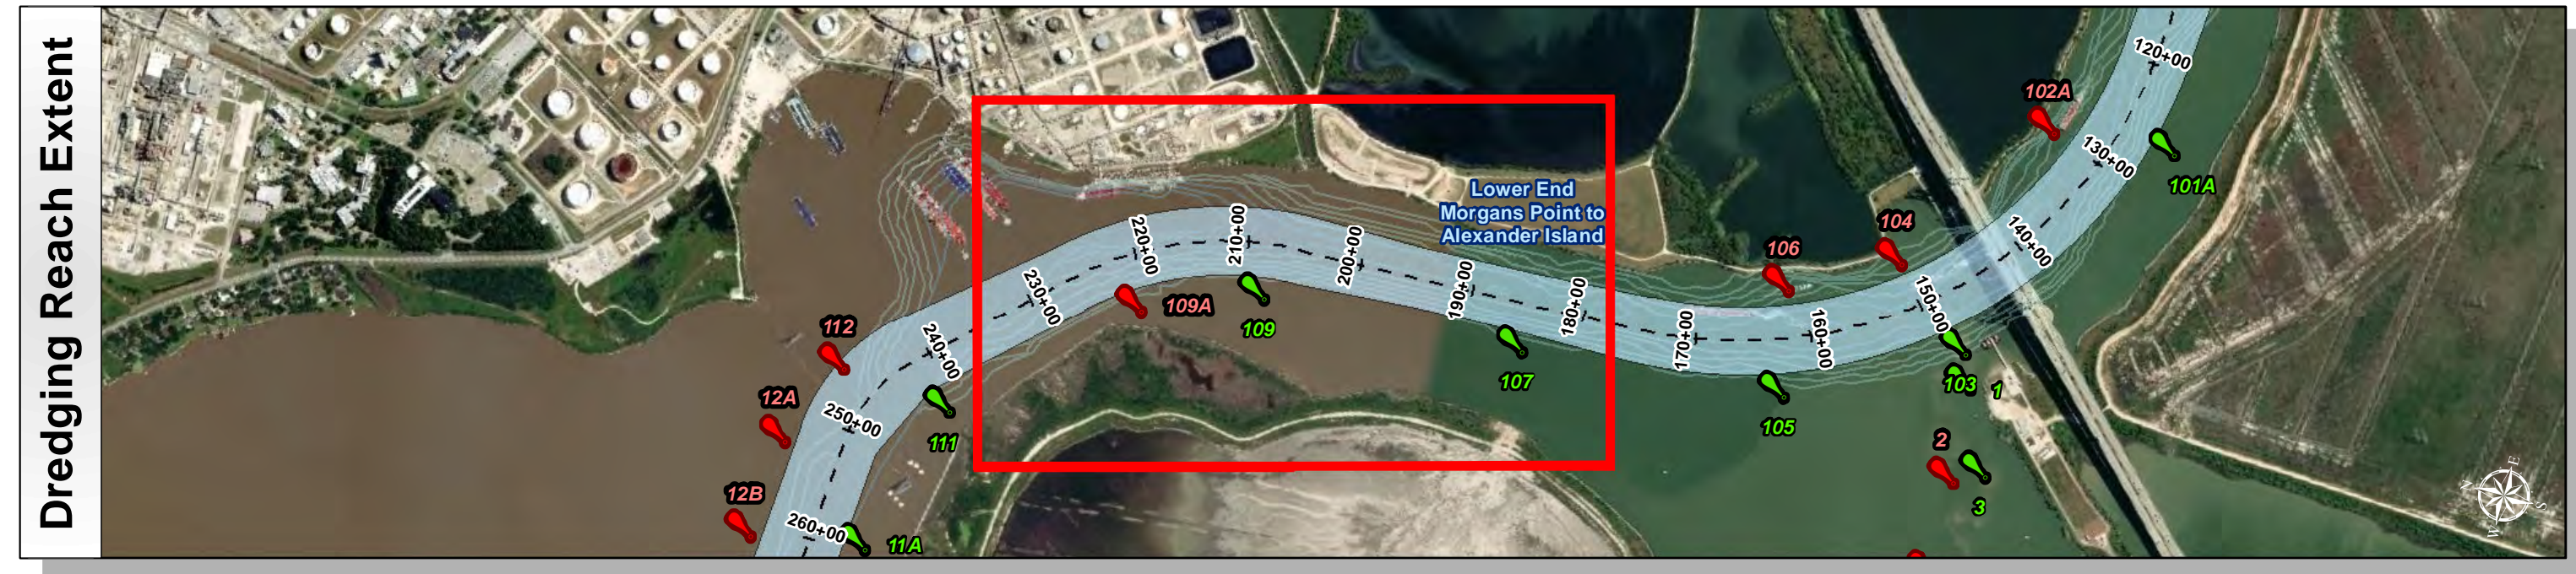 Dredging Reach Extent
120+00
102A
130+00
101A
Lower End
Morgans Point to
Alexander Island
104
106
140+00
220+00
210+00
200+00
190+00
180+00
150+00
230+00
109A
109
107
170+00
160+00
112
240+00
103
1
105
12A
250+00
111
2
3
12B
260+00
11A
N
E
S
W